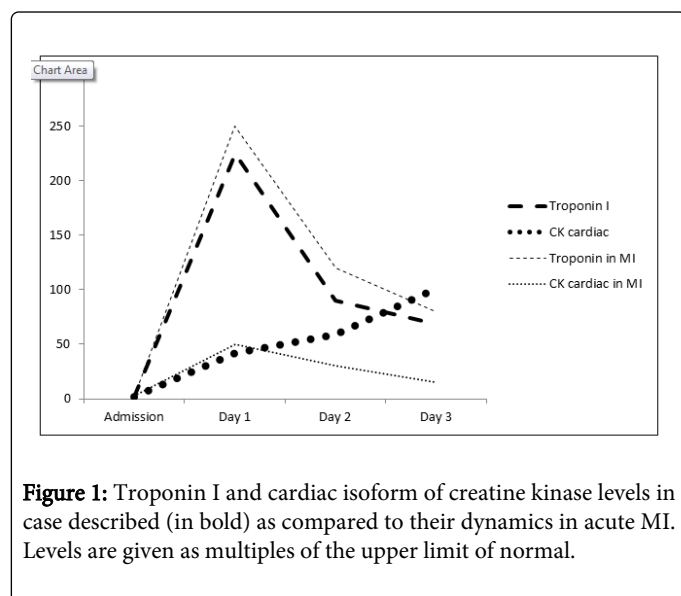 Chart Area
250
200
150
100
50
0
Admission Day 1 Day 2 Day 3
Troponin I
CK cardiac
Troponin in MI
CK cardiac in MI
Figure 1: Troponin I and cardiac isoform of creatine kinase levels in
case described (in bold) as compared to their dynamics in acute MI.
Levels are given as multiples of the upper limit of normal.